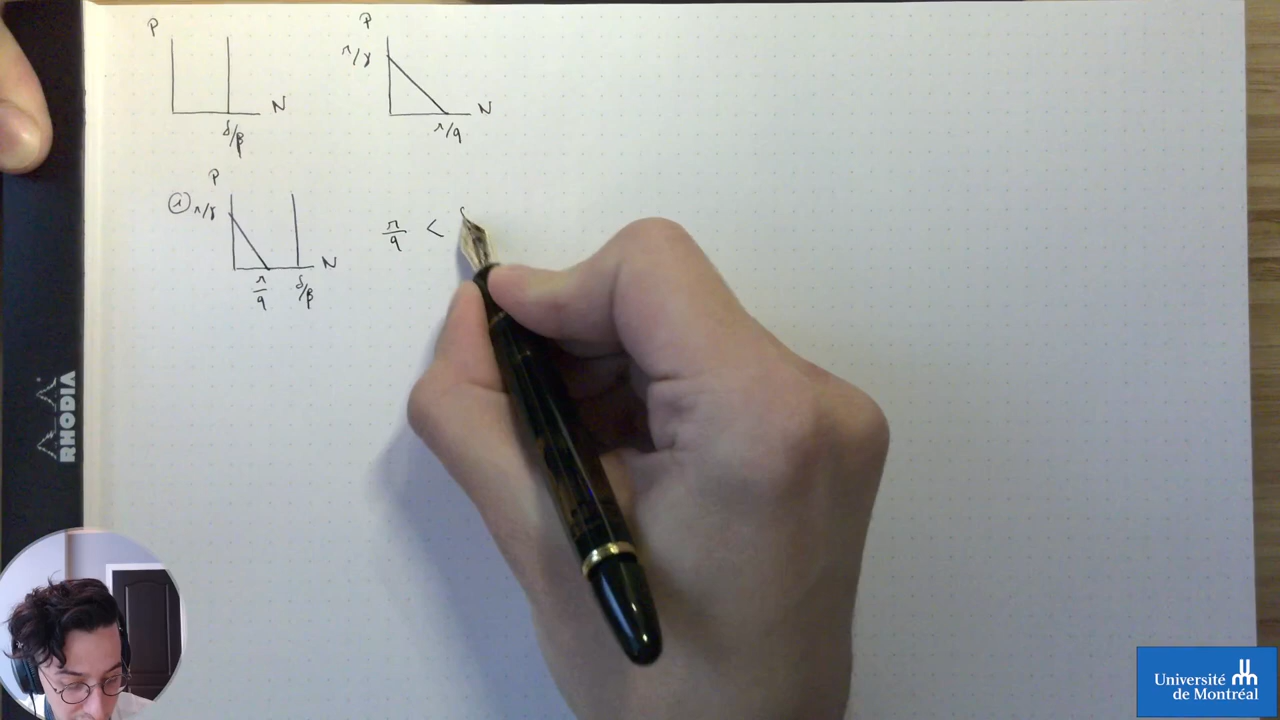 P
N
δ/β
P
r/γ
N
r/q
P
① r/γ
N
r/q
δ/β
r/q <
RHODIA
Université
de Montréal